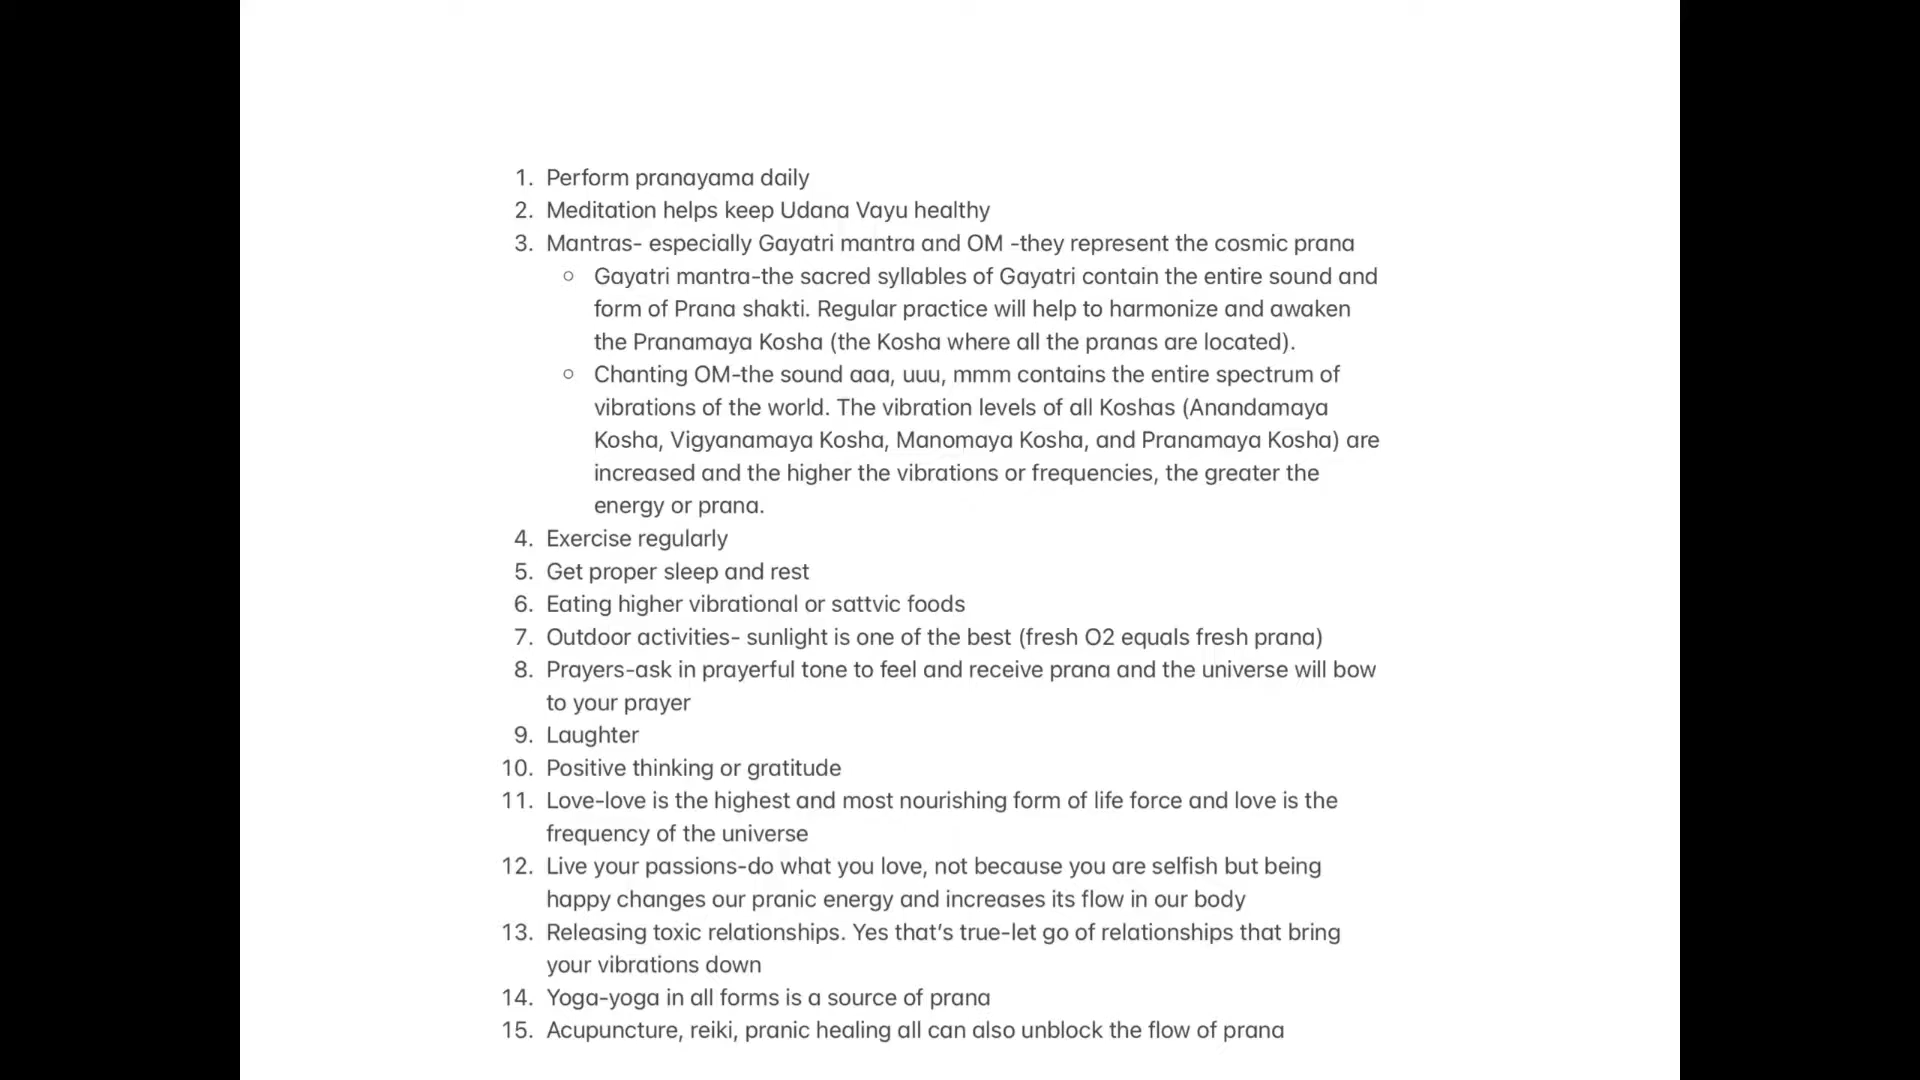 1. Perform pranayama daily
2. Meditation helps keep Udana Vayu healthy
3. Mantras- especially Gayatri mantra and OM -they represent the cosmic prana
○ Gayatri mantra-the sacred syllables of Gayatri contain the entire sound and
form of Prana shakti. Regular practice will help to harmonize and awaken
the Pranamaya Kosha (the Kosha where all the pranas are located).
○ Chanting OM-the sound aaa, uuu, mmm contains the entire spectrum of
vibrations of the world. The vibration levels of all Koshas (Anandamaya
Kosha, Vigyanamaya Kosha, Manomaya Kosha, and Pranamaya Kosha) are
increased and the higher the vibrations or frequencies, the greater the
energy or prana.
4. Exercise regularly
5. Get proper sleep and rest
6. Eating higher vibrational or sattvic foods
7. Outdoor activities- sunlight is one of the best (fresh O2 equals fresh prana)
8. Prayers-ask in prayerful tone to feel and receive prana and the universe will bow
to your prayer
9. Laughter
10. Positive thinking or gratitude
11. Love-love is the highest and most nourishing form of life force and love is the
frequency of the universe
12. Live your passions-do what you love, not because you are selfish but being
happy changes our pranic energy and increases its flow in our body
13. Releasing toxic relationships. Yes that’s true-let go of relationships that bring
your vibrations down
14. Yoga-yoga in all forms is a source of prana
15. Acupuncture, reiki, pranic healing all can also unblock the flow of prana